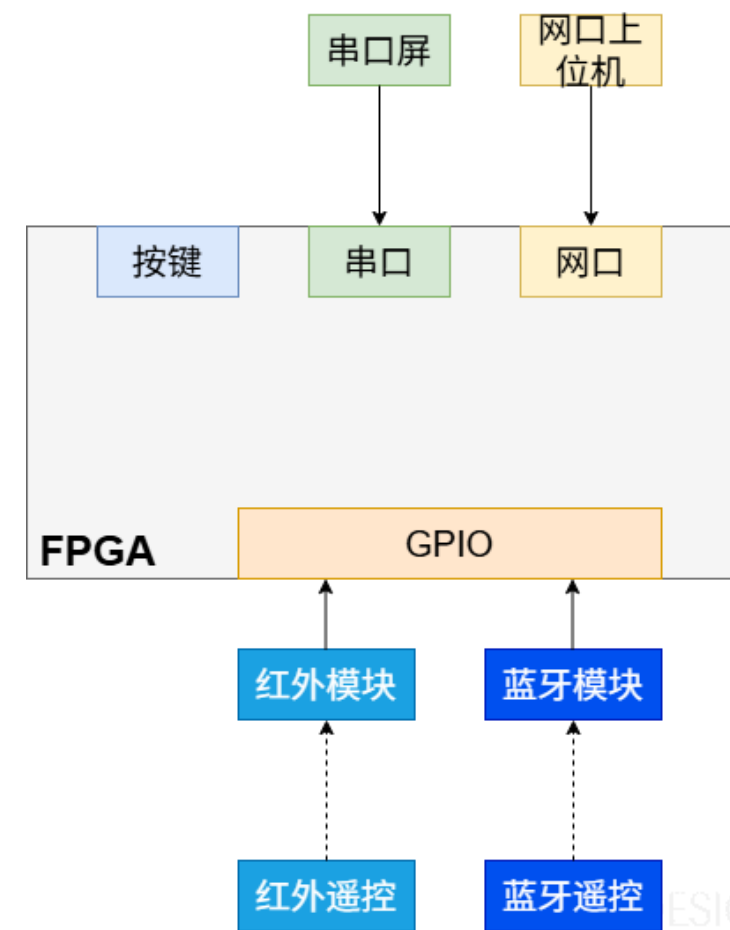 串口屏
网口上
位机
按键
串口
网口
GPIO
FPGA
红外模块
蓝牙模块
红外遥控
蓝牙遥控